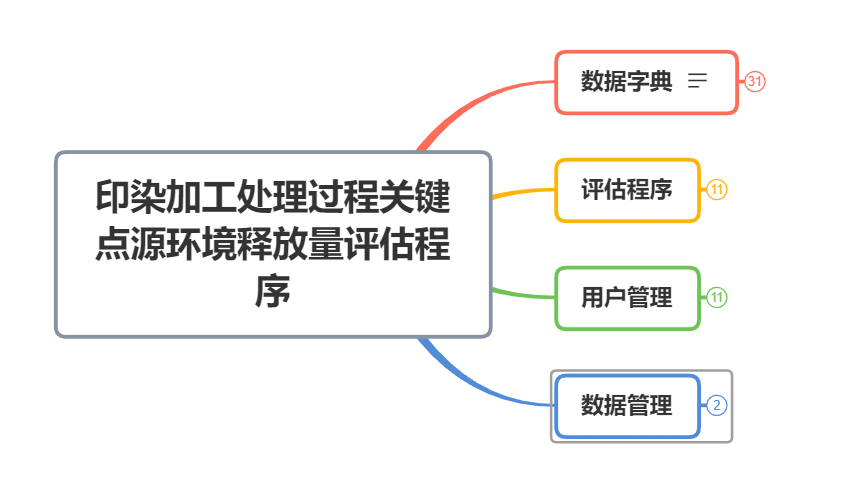 印染加工处理过程关键
点源环境释放量评估程
序
数据字典
31
评估程序
11
用户管理
11
数据管理
2